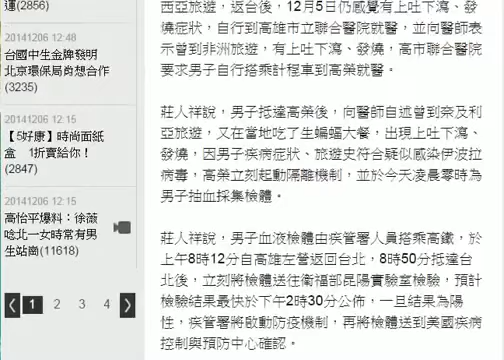 運(2856)
20141206 12:48
台國中生金牌發明
北京環保局肯想合作
(3235)
20141206 12:15
【5好康】時尚面紙
盒 1折賣給你！
(2847)
20141206 12:15
高怡平爆料：徐薇
唸北一女時常有男
生站崗(11618)
1 2 3 4
西亞旅遊，返台後，12月5日仍感覺有上吐下瀉、發
燒症狀，自行到高雄市立聯合醫院就醫，並向醫師表
示曾到非洲旅遊，有上吐下瀉、發燒，高市聯合醫院
要求男子自行搭乘計程車到高榮就醫。
莊人祥說，男子抵達高榮後，向醫師自述曾到奈及利
亞旅遊，又在當地吃了生蝙蝠大餐，出現上吐下瀉、
發燒，因男子疾病症狀、旅遊史符合疑似感染伊波拉
病毒，高榮立刻起動隔離機制，並於今天凌晨零時為
男子抽血採集檢體。
莊人祥說，男子血液檢體由疾管署人員搭乘高鐵，於
上午8時12分自高雄左營返回台北，8時50分抵達台
北後，立刻將檢體送往衛福部昆陽實驗室檢驗，預計
檢驗結果最快於下午2時30分公佈，一旦結果為陽
性，疾管署將啟動防疫機制，再將檢體送到美國疾病
控制與預防中心確認。